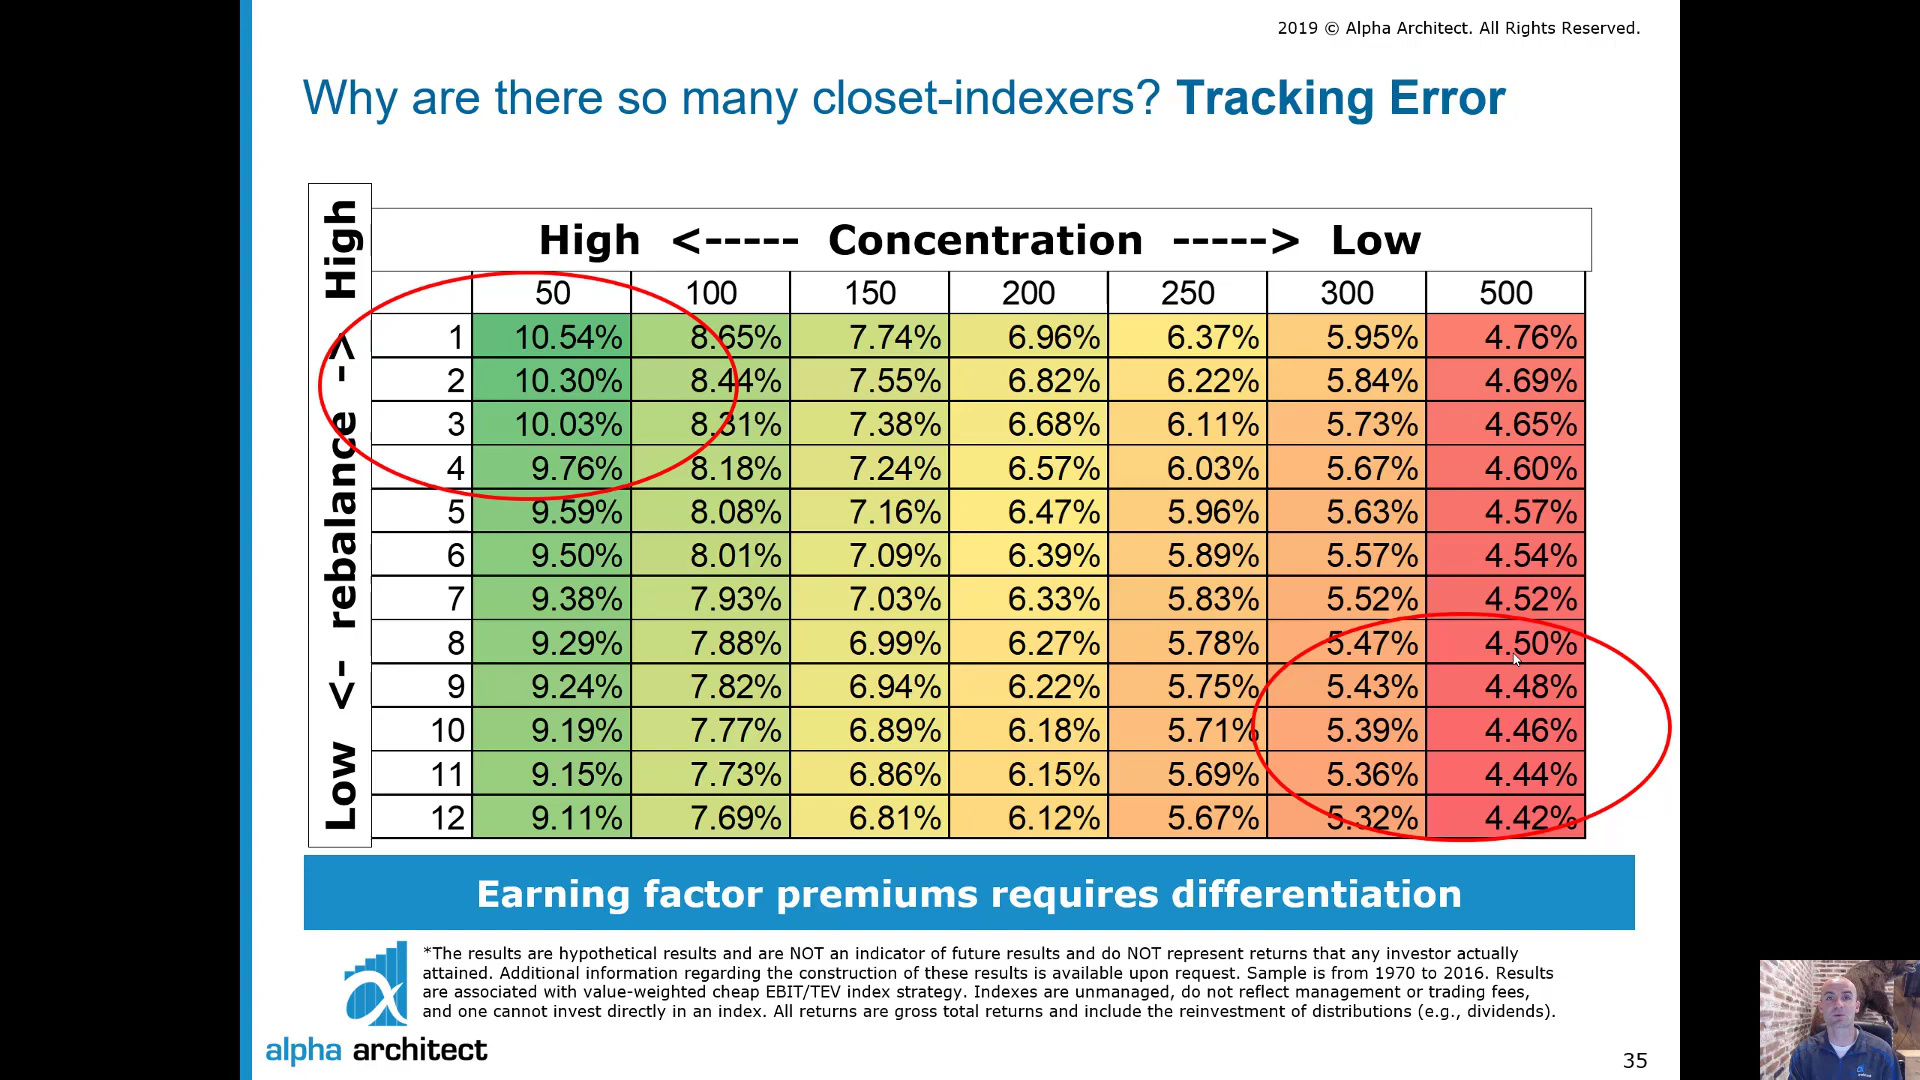 2019 © Alpha Architect. All Rights Reserved.
Why are there so many closet-indexers? Tracking Error
Low <- rebalance -> High
High <----- Concentration -----> Low
50 100 150 200 250 300 500
1 10.54% 8.65% 7.74% 6.96% 6.37% 5.95% 4.76%
2 10.30% 8.44% 7.55% 6.82% 6.22% 5.84% 4.69%
3 10.03% 8.31% 7.38% 6.68% 6.11% 5.73% 4.65%
4 9.76% 8.18% 7.24% 6.57% 6.03% 5.67% 4.60%
5 9.59% 8.08% 7.16% 6.47% 5.96% 5.63% 4.57%
6 9.50% 8.01% 7.09% 6.39% 5.89% 5.57% 4.54%
7 9.38% 7.93% 7.03% 6.33% 5.83% 5.52% 4.52%
8 9.29% 7.88% 6.99% 6.27% 5.78% 5.47% 4.50%
9 9.24% 7.82% 6.94% 6.22% 5.75% 5.43% 4.48%
10 9.19% 7.77% 6.89% 6.18% 5.71% 5.39% 4.46%
11 9.15% 7.73% 6.86% 6.15% 5.69% 5.36% 4.44%
12 9.11% 7.69% 6.81% 6.12% 5.67% 5.32% 4.42%
Earning factor premiums requires differentiation
*The results are hypothetical results and are NOT an indicator of future results and do NOT represent returns that any investor actually
attained. Additional information regarding the construction of these results is available upon request. Sample is from 1970 to 2016. Results
are associated with value-weighted cheap EBIT/TEV index strategy. Indexes are unmanaged, do not reflect management or trading fees,
and one cannot invest directly in an index. All returns are gross total returns and include the reinvestment of distributions (e.g., dividends).
alpha architect
35